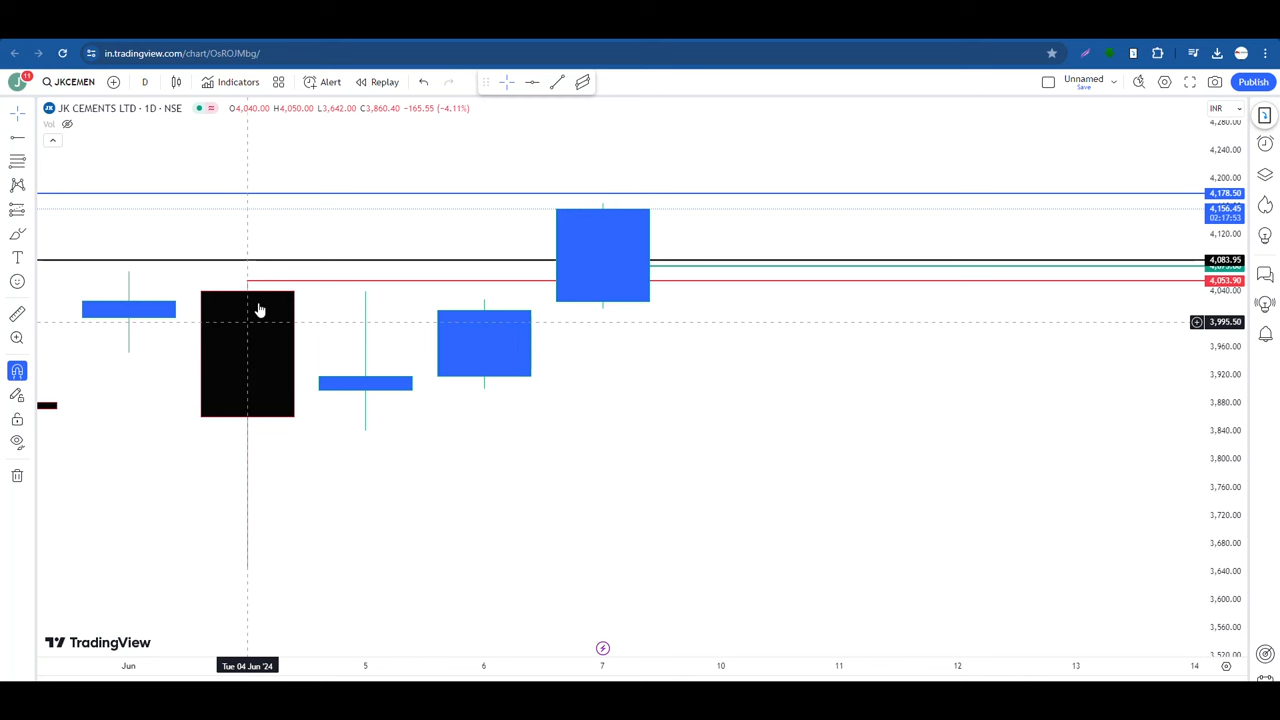 in.tradingview.com/chart/OsROJMbg/
11
JKCEMEN
D
Indicators
Alert
Replay
Unnamed
Save
Publish
JK CEMENTS LTD · 1D · NSE
O4,040.00 H4,050.00 L3,642.00 C3,860.40 −165.55 (−4.11%)
INR
Vol
4,280.00
4,240.00
4,200.00
4,178.50
4,156.45
02:17:53
4,120.00
4,083.95
4,053.90
4,040.00
3,995.50
3,960.00
3,920.00
3,880.00
3,840.00
3,800.00
3,760.00
3,720.00
3,680.00
3,640.00
3,600.00
3,560.00
3,520.00
TradingView
Jun
Tue 04 Jun '24
5
6
7
10
11
12
13
14